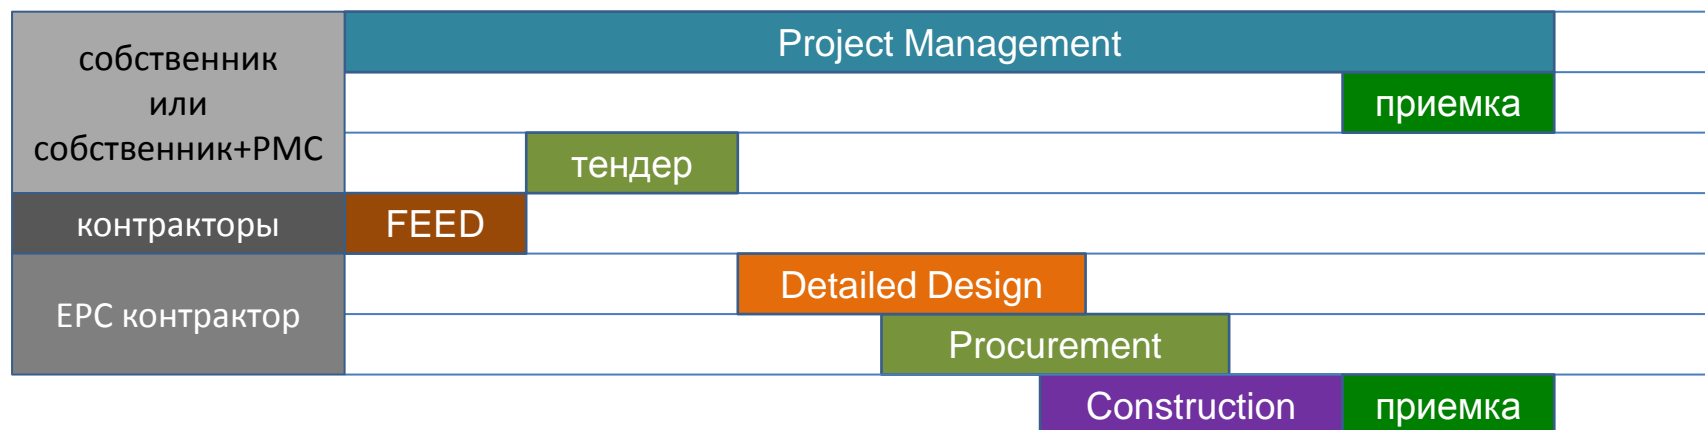 собственник
или
собственник+PMC
Project Management
приемка
тендер
контракторы
FEED
EPC контрактор
Detailed Design
Procurement
Construction
приемка